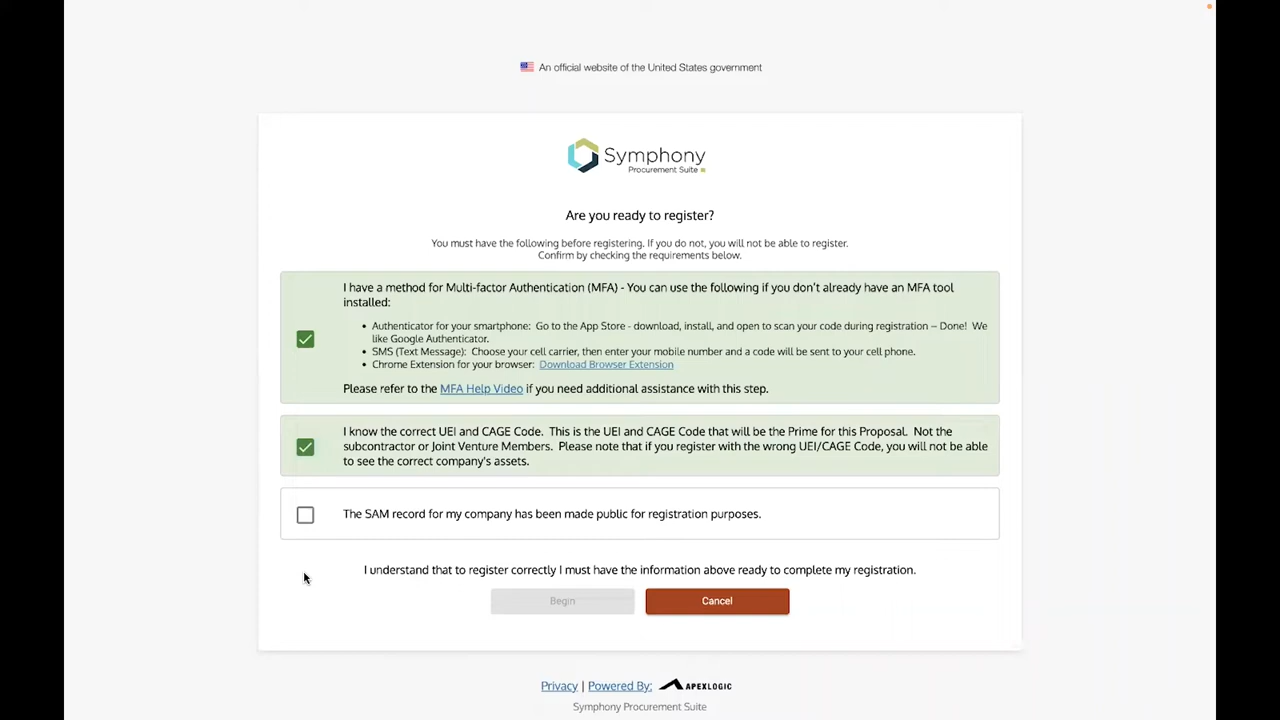 An official website of the United States government
Symphony
Procurement Suite
Are you ready to register?
You must have the following before registering. If you do not, you will not be able to register.
Confirm by checking the requirements below.
I have a method for Multi-factor Authentication (MFA) - You can use the following if you don't already have an MFA tool
installed:
• Authenticator for your smartphone: Go to the App Store - download, install, and open to scan your code during registration – Done! We
like Google Authenticator.
• SMS (Text Message): Choose your cell carrier, then enter your mobile number and a code will be sent to your cell phone.
• Chrome Extension for your browser: Download Browser Extension
Please refer to the MFA Help Video if you need additional assistance with this step.
I know the correct UEI and CAGE Code. This is the UEI and CAGE Code that will be the Prime for this Proposal. Not the
subcontractor or Joint Venture Members. Please note that if you register with the wrong UEI/CAGE Code, you will not be able
to see the correct company's assets.
The SAM record for my company has been made public for registration purposes.
I understand that to register correctly I must have the information above ready to complete my registration.
Begin Cancel
Privacy | Powered By: APEXLOGIC
Symphony Procurement Suite